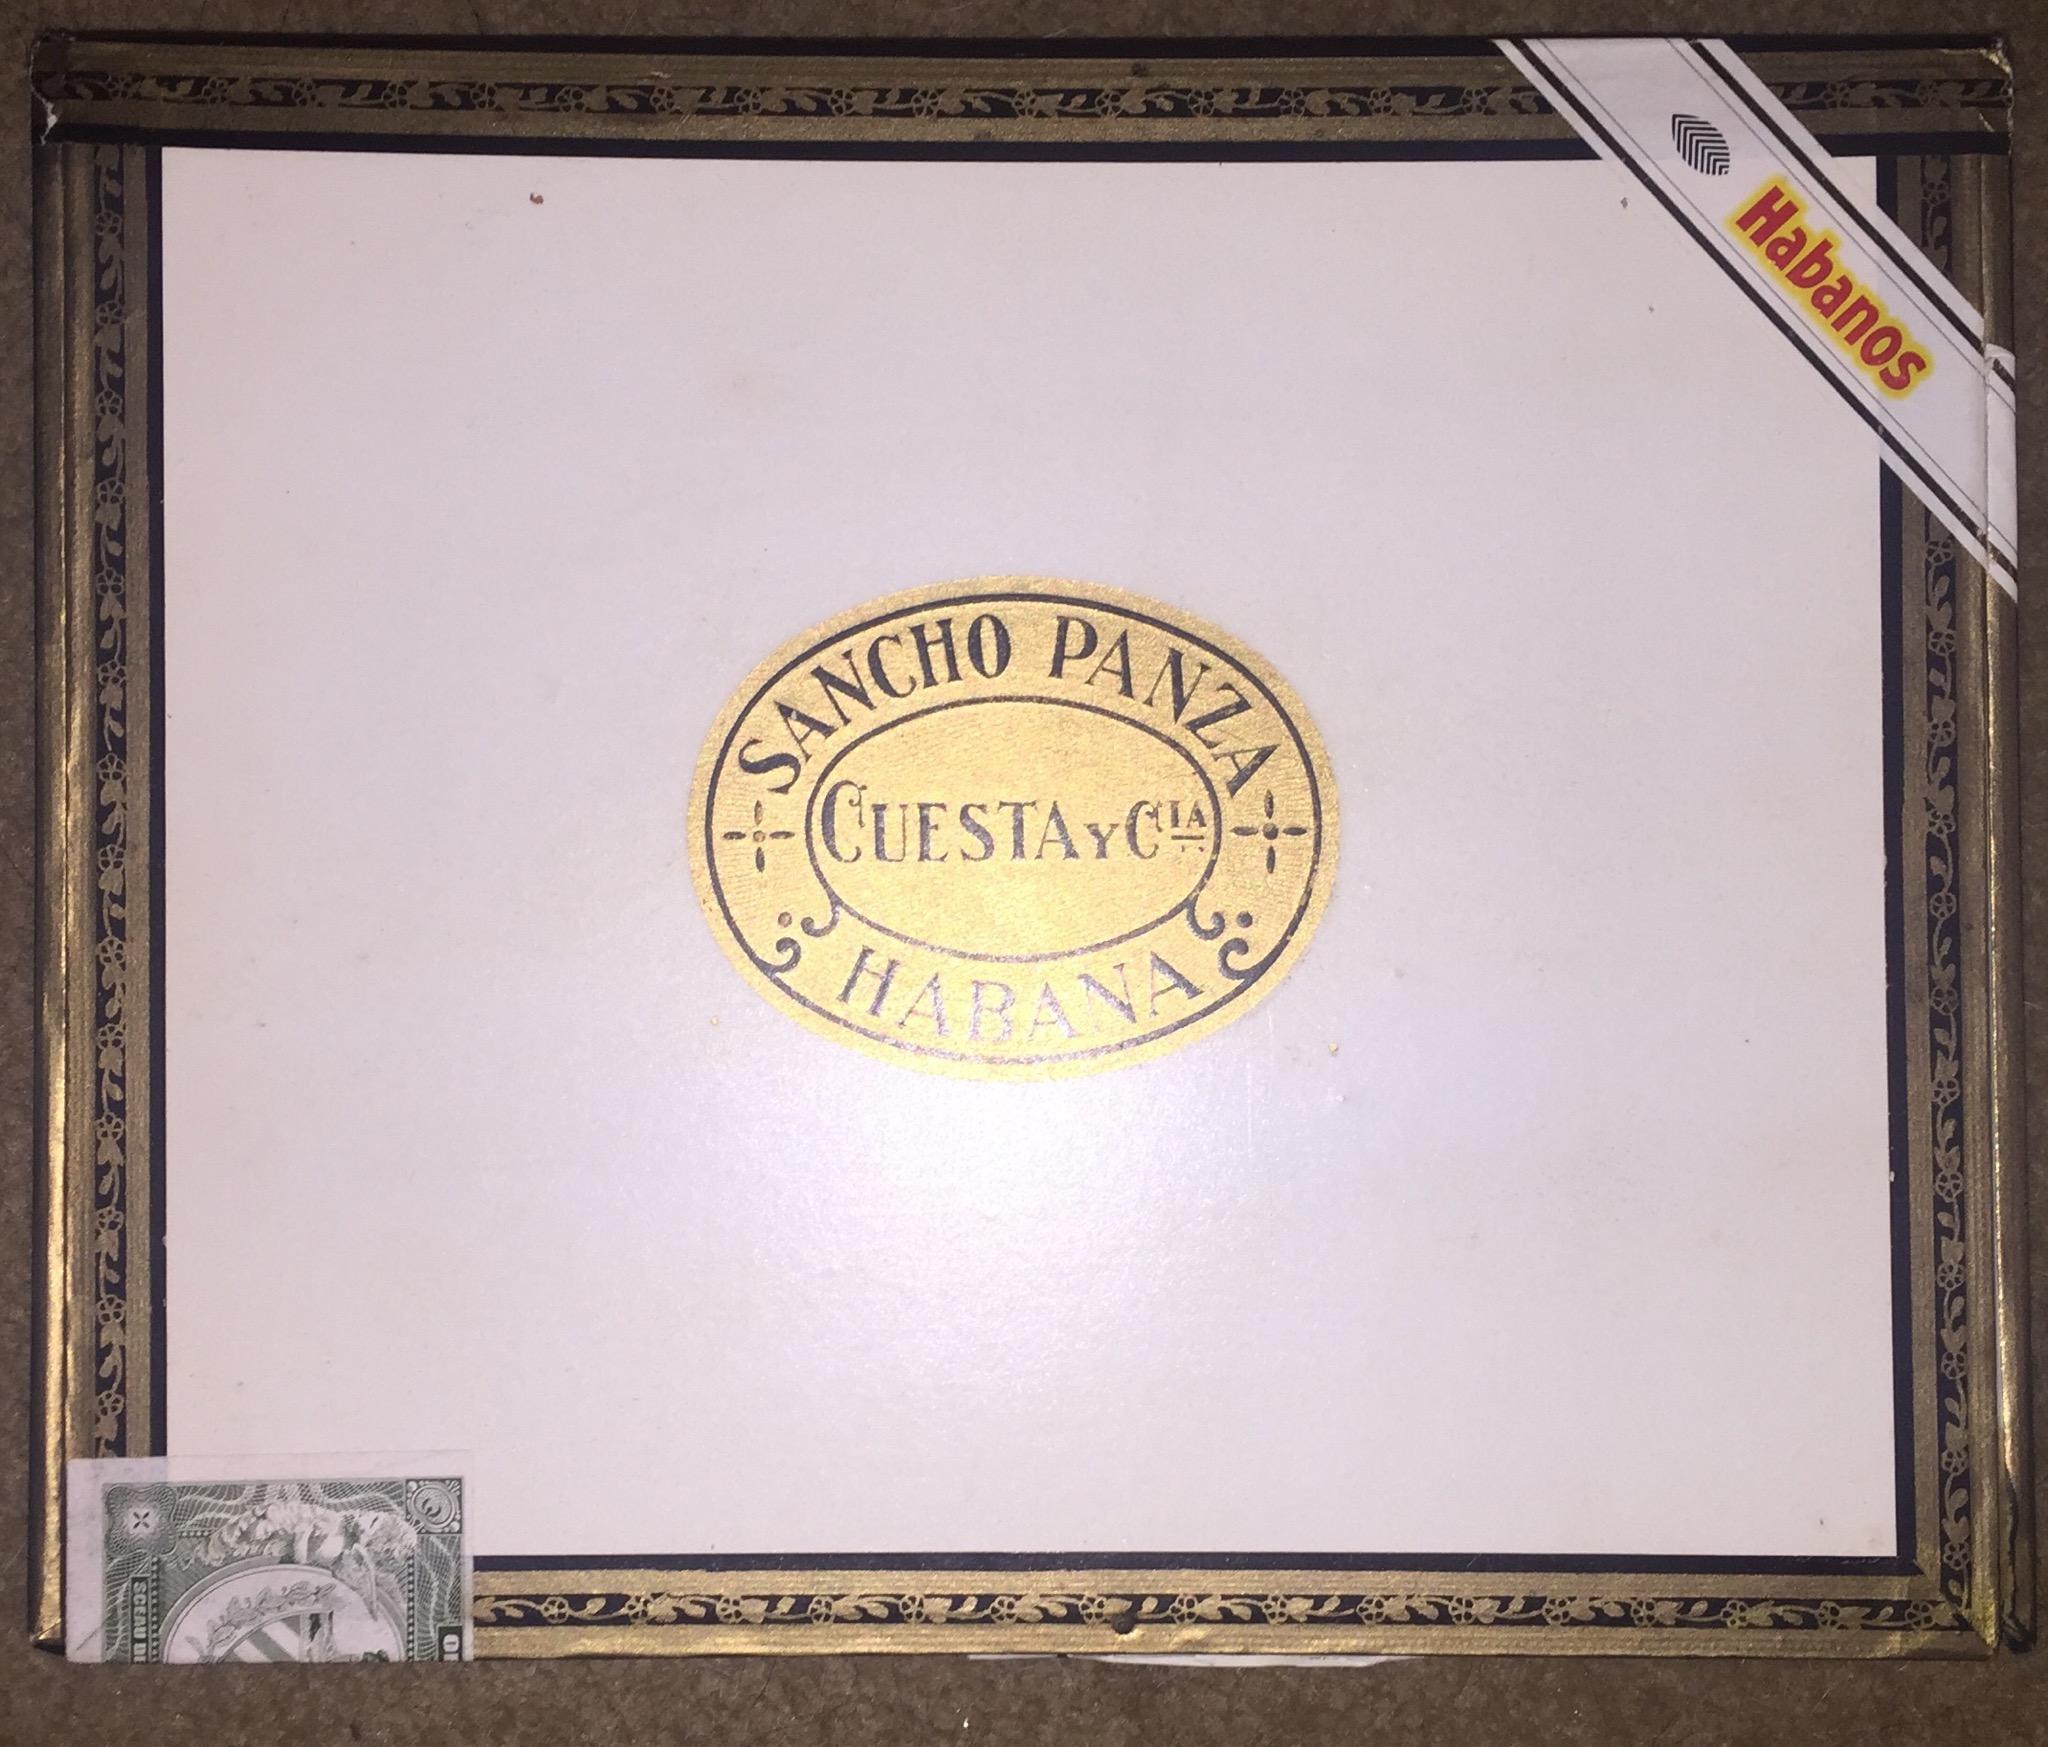 Habanos
SANCHO PANZA
CUESTA Y CIA
HABANA